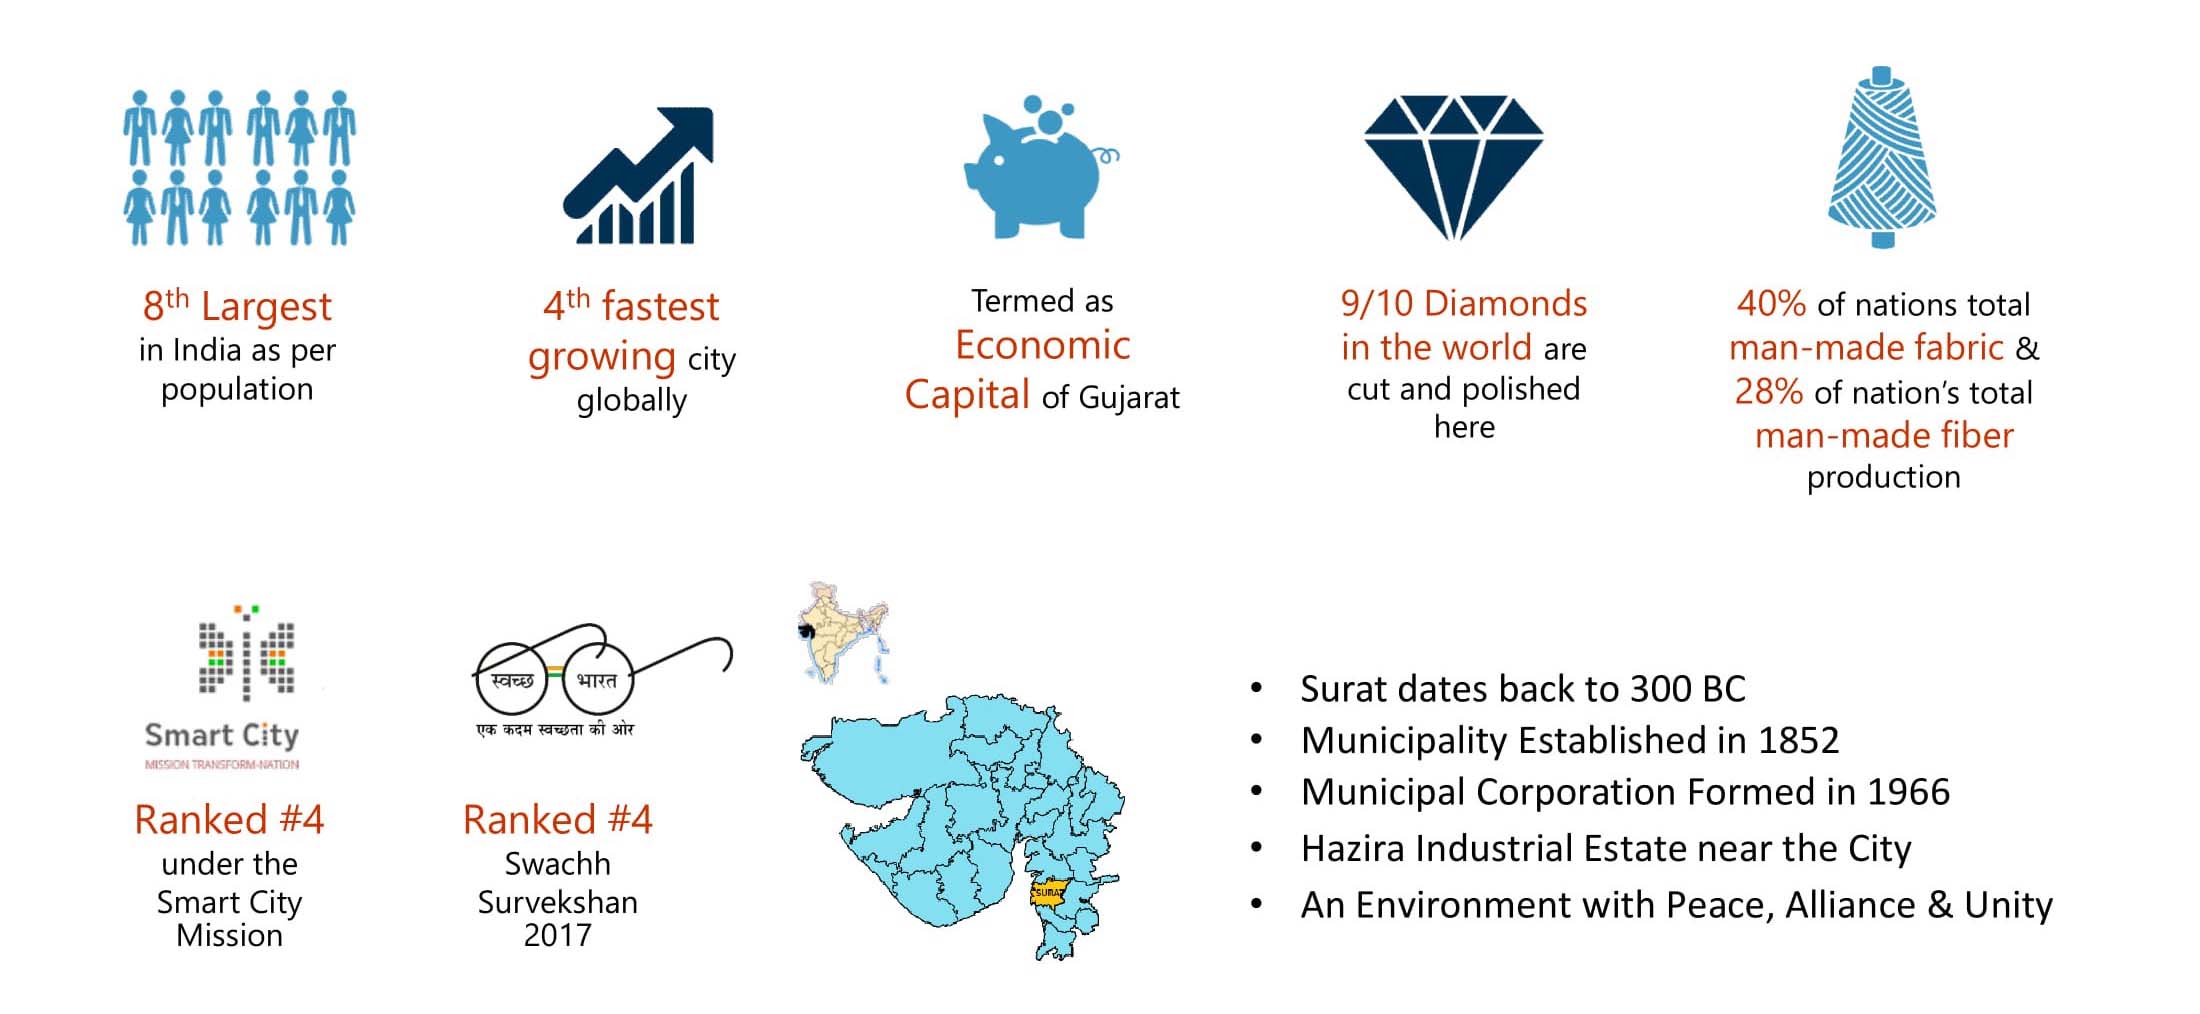 8th Largest
in India as per
population
4th fastest
growing city
globally
Termed as
Economic
Capital of Gujarat
9/10 Diamonds
in the world are
cut and polished
here
40% of nations total
man-made fabric &
28% of nation's total
man-made fiber
production
Smart City
MISSION TRANSFORM-NATION
Ranked #4
under the
Smart City
Mission
स्वच्छ भारत
एक कदम स्वच्छता की ओर
Ranked #4
Swachh
Survekshan
2017
SURAT
• Surat dates back to 300 BC
• Municipality Established in 1852
• Municipal Corporation Formed in 1966
• Hazira Industrial Estate near the City
• An Environment with Peace, Alliance & Unity